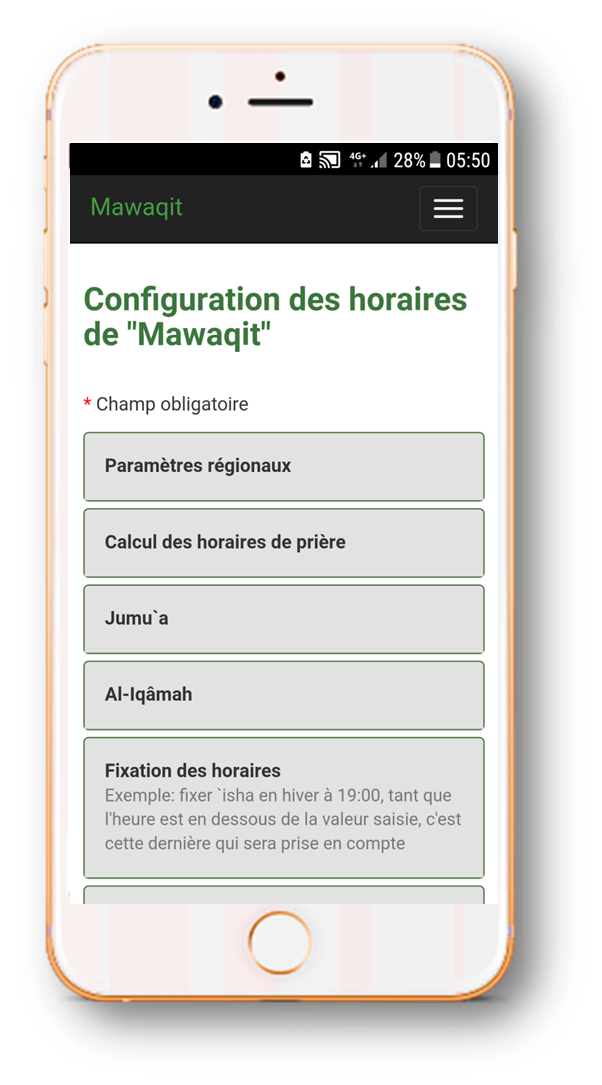 4G+ 28% 05:50
Mawaqit
Configuration des horaires
de "Mawaqit"
* Champ obligatoire
Paramètres régionaux
Calcul des horaires de prière
Jumu`a
Al-Iqâmah
Fixation des horaires
Exemple: fixer `isha en hiver à 19:00, tant que
l'heure est en dessous de la valeur saisie, c'est
cette dernière qui sera prise en compte